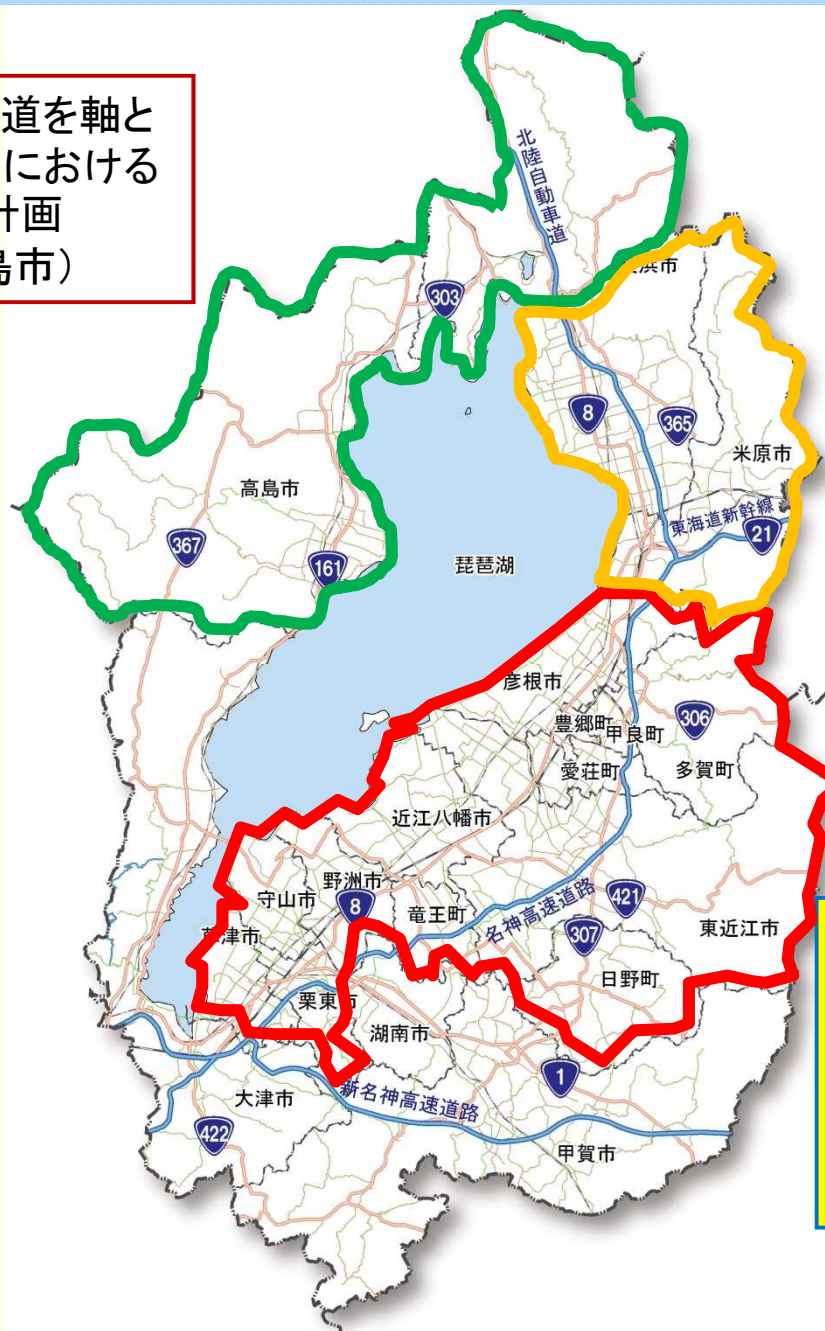 道を軸と
における
計画
島市）
北陸自動車道
303
浜市
8
365
米原市
高島市
東海道新幹線
21
367
161
琵琶湖
彦根市
豊郷町
甲良町
306
愛荘町
多賀町
近江八幡市
野洲市
守山市
8
竜王町
名神高速道路
421
草津市
307
東近江市
日野町
栗東市
湖南市
1
大津市
新名神高速道路
422
甲賀市